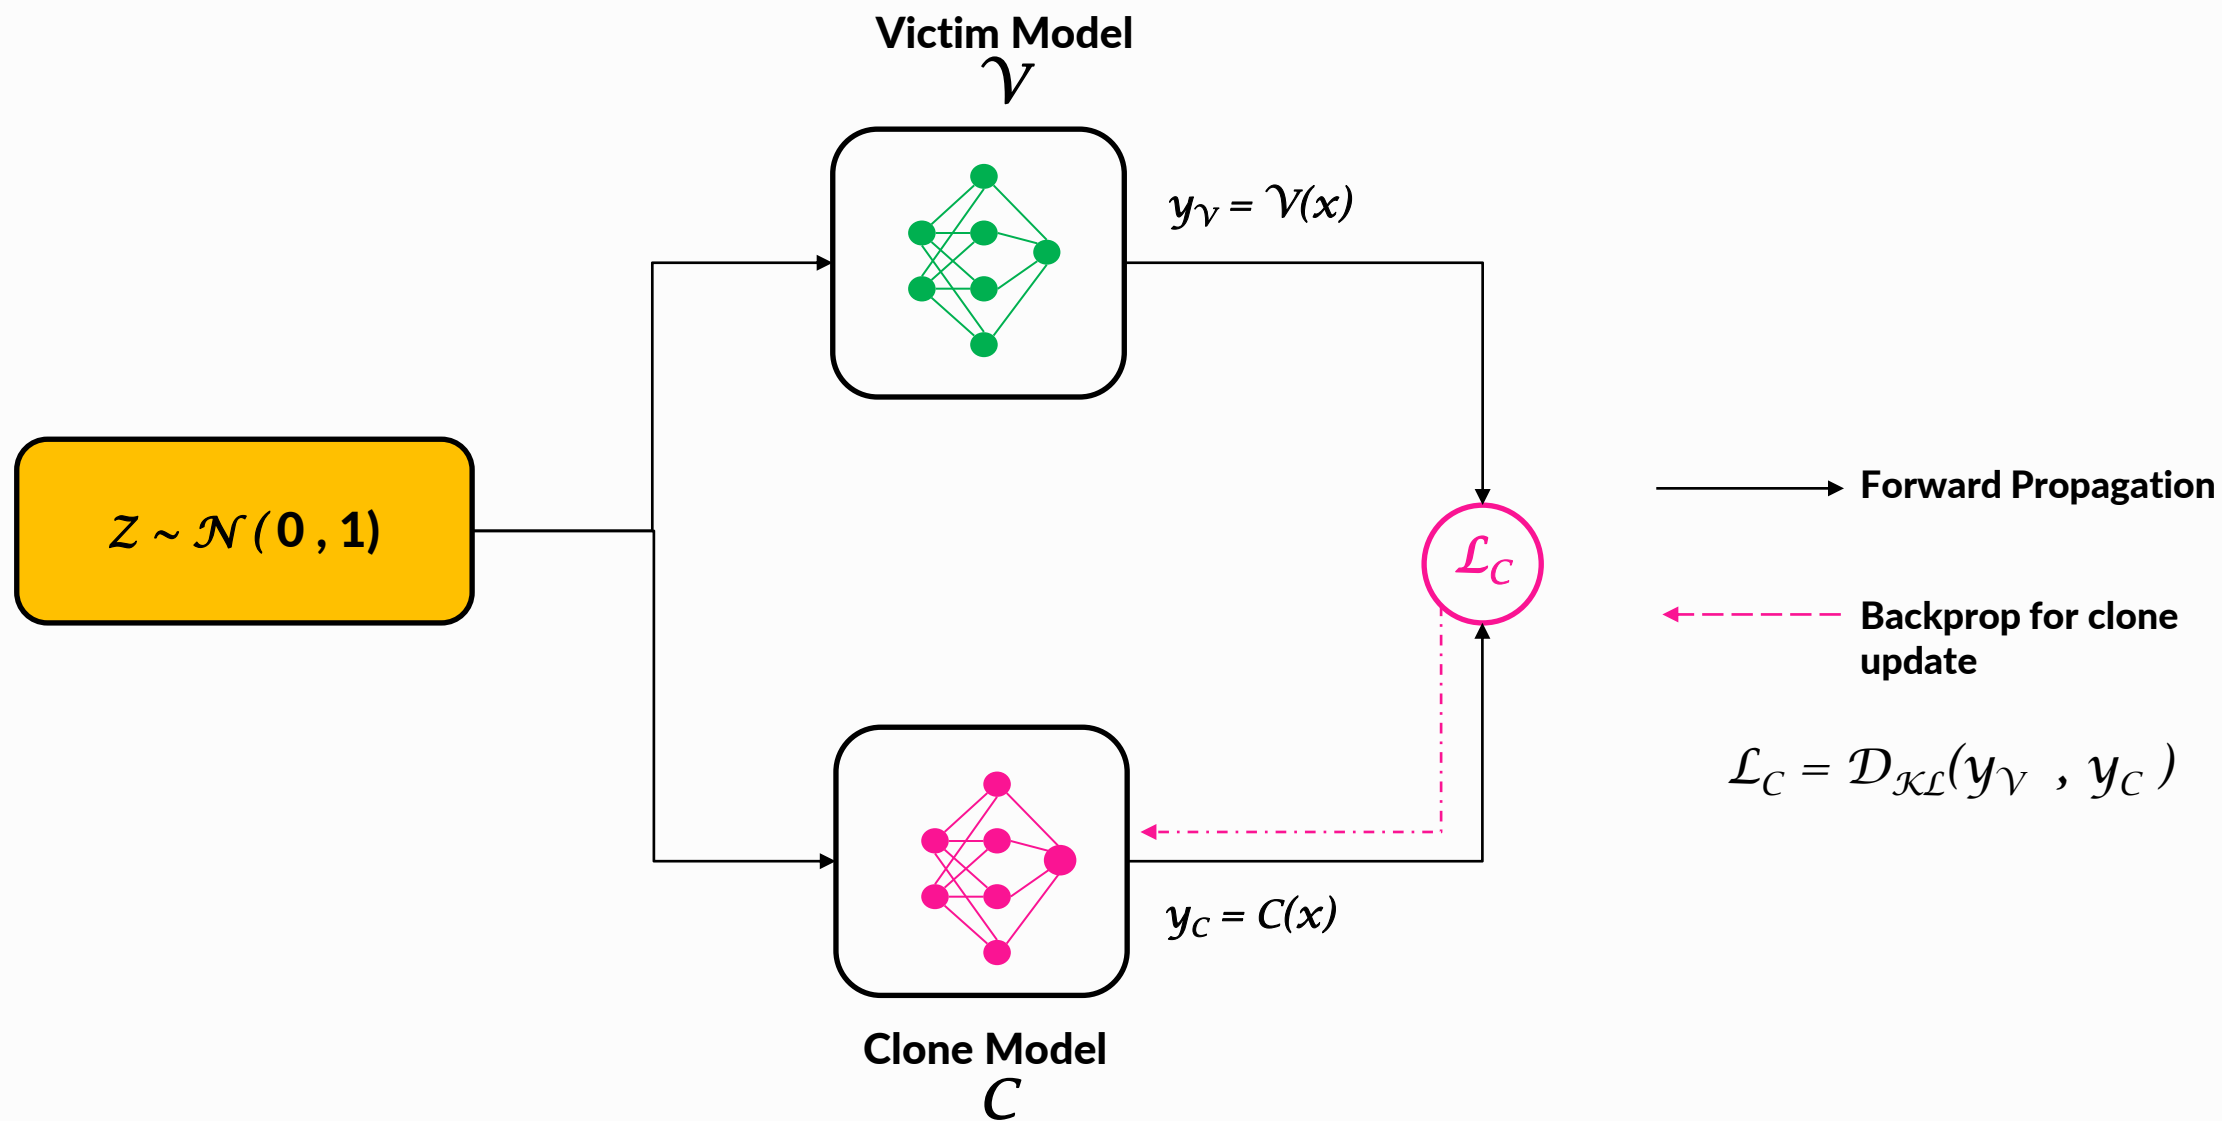 Victim Model
𝒱
y𝒱 = 𝒱(x)
Z ~ 𝒩 ( 0 , 1)
ℒC
Forward Propagation
Backprop for clone
update
ℒC = 𝒟𝒦ℒ(y𝒱 , yC )
yC = C(x)
Clone Model
C